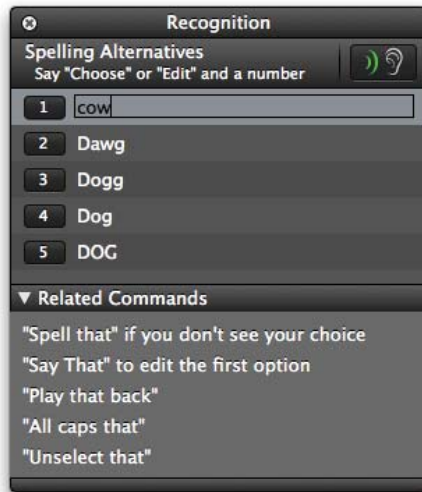 Recognition
Spelling Alternatives
Say "Choose" or "Edit" and a number
1 cow
2 Dawg
3 Dogg
4 Dog
5 DOG
▼ Related Commands
"Spell that" if you don't see your choice
"Say That" to edit the first option
"Play that back"
"All caps that"
"Unselect that"